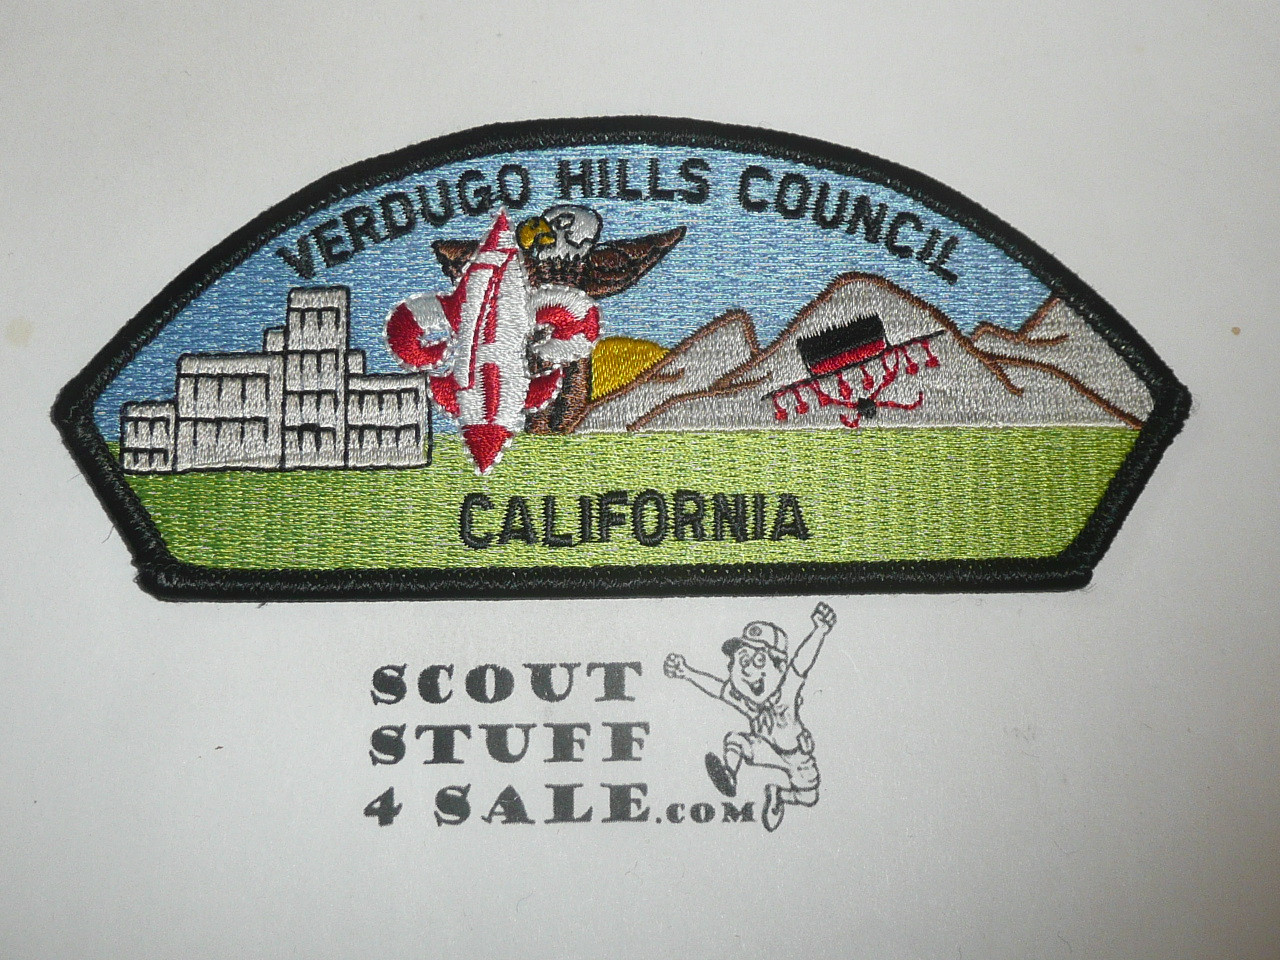 VERDUGO HILLS COUNCIL
CALIFORNIA
SCOUT
STUFF
4 SALE.COM